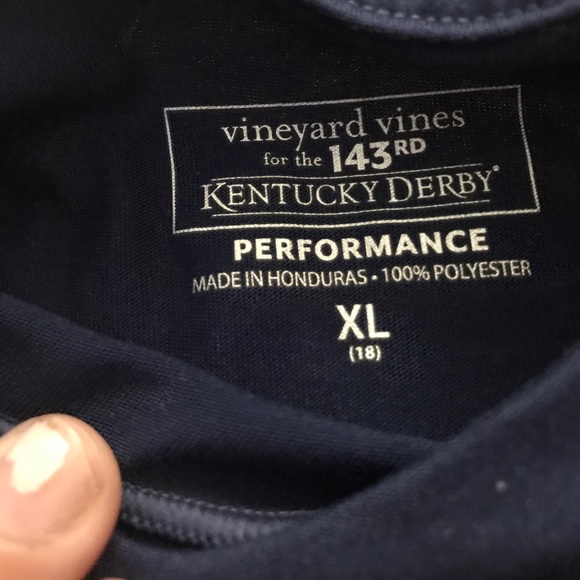 vineyard vines
for the 143RD
KENTUCKY DERBY®
PERFORMANCE
MADE IN HONDURAS • 100% POLYESTER
XL
(18)